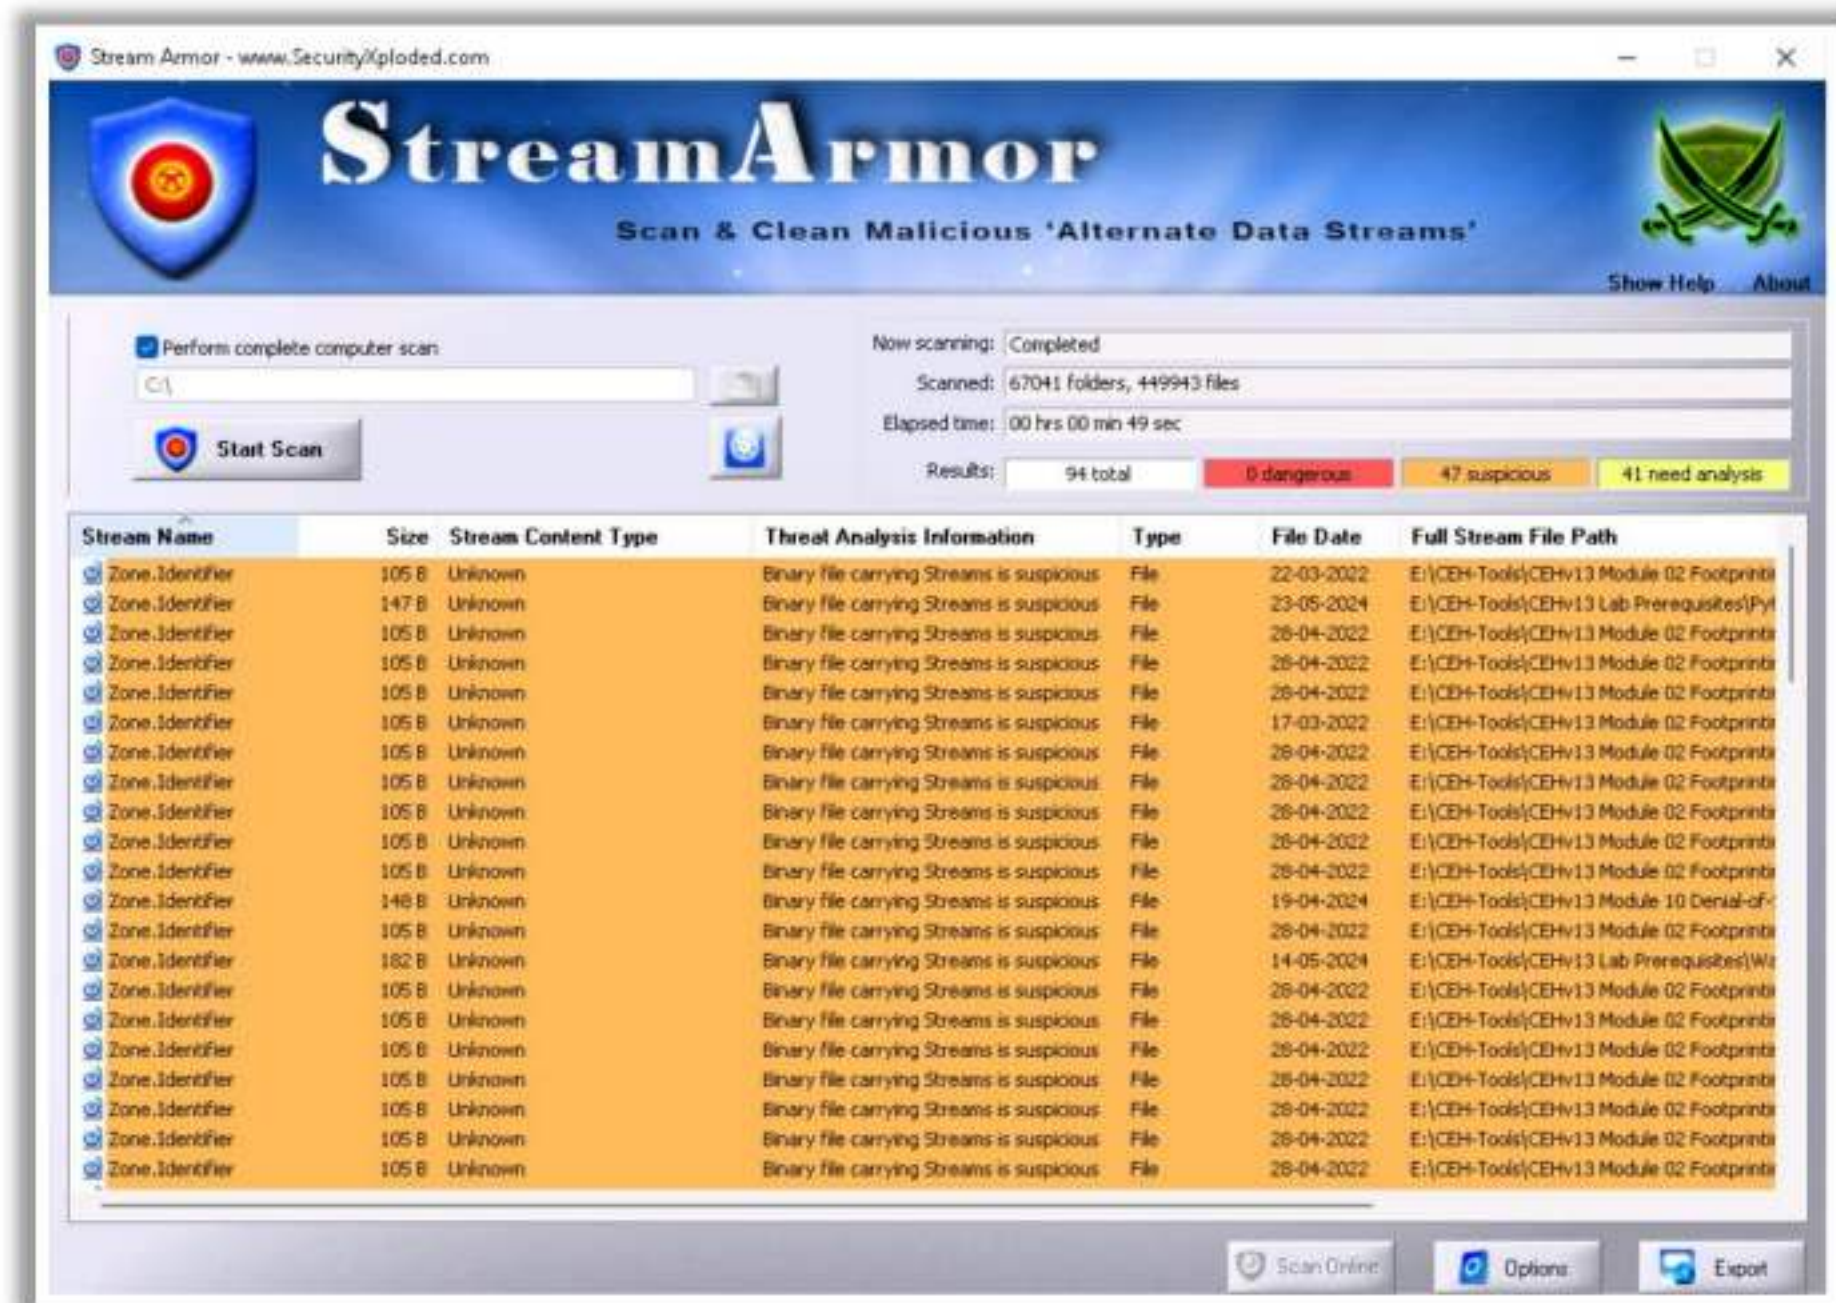 Stream Armor - www.SecurityXploded.com
StreamArmor
Scan & Clean Malicious 'Alternate Data Streams'
Show Help About
Perform complete computer scan
C:\
Start Scan
Now scanning: Completed
Scanned: 67041 folders, 449943 files
Elapsed time: 00 hrs 00 min 49 sec
Results: 94 total 0 dangerous 47 suspicious 41 need analysis
Stream Name Size Stream Content Type Threat Analysis Information Type File Date Full Stream File Path
Zone.Identifier 105 B Unknown Binary file carrying Streams is suspicious File 22-03-2022 E:\CEH-Tools\CEHv13 Module 02 Footprintin
Zone.Identifier 147 B Unknown Binary file carrying Streams is suspicious File 23-05-2024 E:\CEH-Tools\CEHv13 Lab Prerequisites\Pyt
Zone.Identifier 105 B Unknown Binary file carrying Streams is suspicious File 28-04-2022 E:\CEH-Tools\CEHv13 Module 02 Footprintin
Zone.Identifier 105 B Unknown Binary file carrying Streams is suspicious File 28-04-2022 E:\CEH-Tools\CEHv13 Module 02 Footprintin
Zone.Identifier 105 B Unknown Binary file carrying Streams is suspicious File 28-04-2022 E:\CEH-Tools\CEHv13 Module 02 Footprintin
Zone.Identifier 105 B Unknown Binary file carrying Streams is suspicious File 17-03-2022 E:\CEH-Tools\CEHv13 Module 02 Footprintin
Zone.Identifier 105 B Unknown Binary file carrying Streams is suspicious File 28-04-2022 E:\CEH-Tools\CEHv13 Module 02 Footprintin
Zone.Identifier 105 B Unknown Binary file carrying Streams is suspicious File 28-04-2022 E:\CEH-Tools\CEHv13 Module 02 Footprintin
Zone.Identifier 105 B Unknown Binary file carrying Streams is suspicious File 28-04-2022 E:\CEH-Tools\CEHv13 Module 02 Footprintin
Zone.Identifier 105 B Unknown Binary file carrying Streams is suspicious File 28-04-2022 E:\CEH-Tools\CEHv13 Module 02 Footprintin
Zone.Identifier 105 B Unknown Binary file carrying Streams is suspicious File 28-04-2022 E:\CEH-Tools\CEHv13 Module 02 Footprintin
Zone.Identifier 148 B Unknown Binary file carrying Streams is suspicious File 19-04-2024 E:\CEH-Tools\CEHv13 Module 10 Denial-of-
Zone.Identifier 105 B Unknown Binary file carrying Streams is suspicious File 28-04-2022 E:\CEH-Tools\CEHv13 Module 02 Footprintin
Zone.Identifier 182 B Unknown Binary file carrying Streams is suspicious File 14-05-2024 E:\CEH-Tools\CEHv13 Lab Prerequisites\Wa
Zone.Identifier 105 B Unknown Binary file carrying Streams is suspicious File 28-04-2022 E:\CEH-Tools\CEHv13 Module 02 Footprintin
Zone.Identifier 105 B Unknown Binary file carrying Streams is suspicious File 28-04-2022 E:\CEH-Tools\CEHv13 Module 02 Footprintin
Zone.Identifier 105 B Unknown Binary file carrying Streams is suspicious File 28-04-2022 E:\CEH-Tools\CEHv13 Module 02 Footprintin
Zone.Identifier 105 B Unknown Binary file carrying Streams is suspicious File 28-04-2022 E:\CEH-Tools\CEHv13 Module 02 Footprintin
Zone.Identifier 105 B Unknown Binary file carrying Streams is suspicious File 28-04-2022 E:\CEH-Tools\CEHv13 Module 02 Footprintin
Zone.Identifier 105 B Unknown Binary file carrying Streams is suspicious File 28-04-2022 E:\CEH-Tools\CEHv13 Module 02 Footprintin
Zone.Identifier 105 B Unknown Binary file carrying Streams is suspicious File 28-04-2022 E:\CEH-Tools\CEHv13 Module 02 Footprintin
Scan Online Options Export